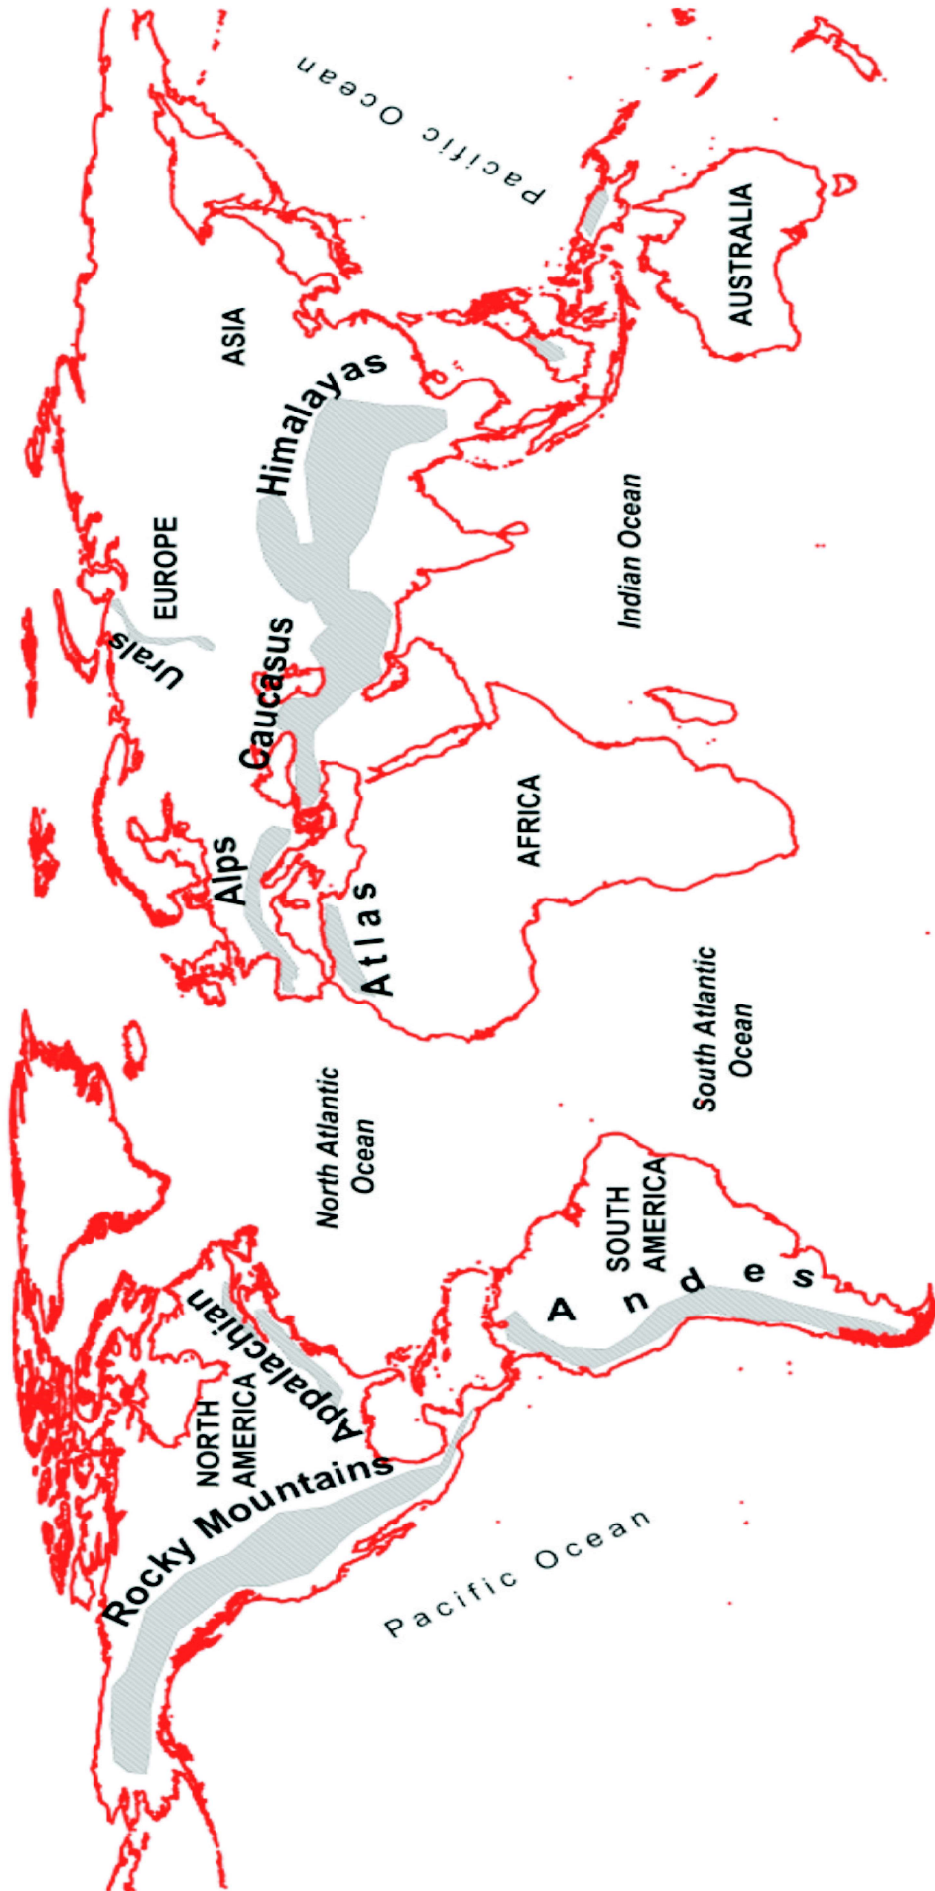 Rocky Mountains
NORTH
AMERICA
Appalachian
Pacific Ocean
North Atlantic
Ocean
SOUTH
AMERICA
Andes
South Atlantic
Ocean
Alps
Atlas
AFRICA
Urals
EUROPE
Caucasus
Himalayas
ASIA
Indian Ocean
Pacific Ocean
AUSTRALIA